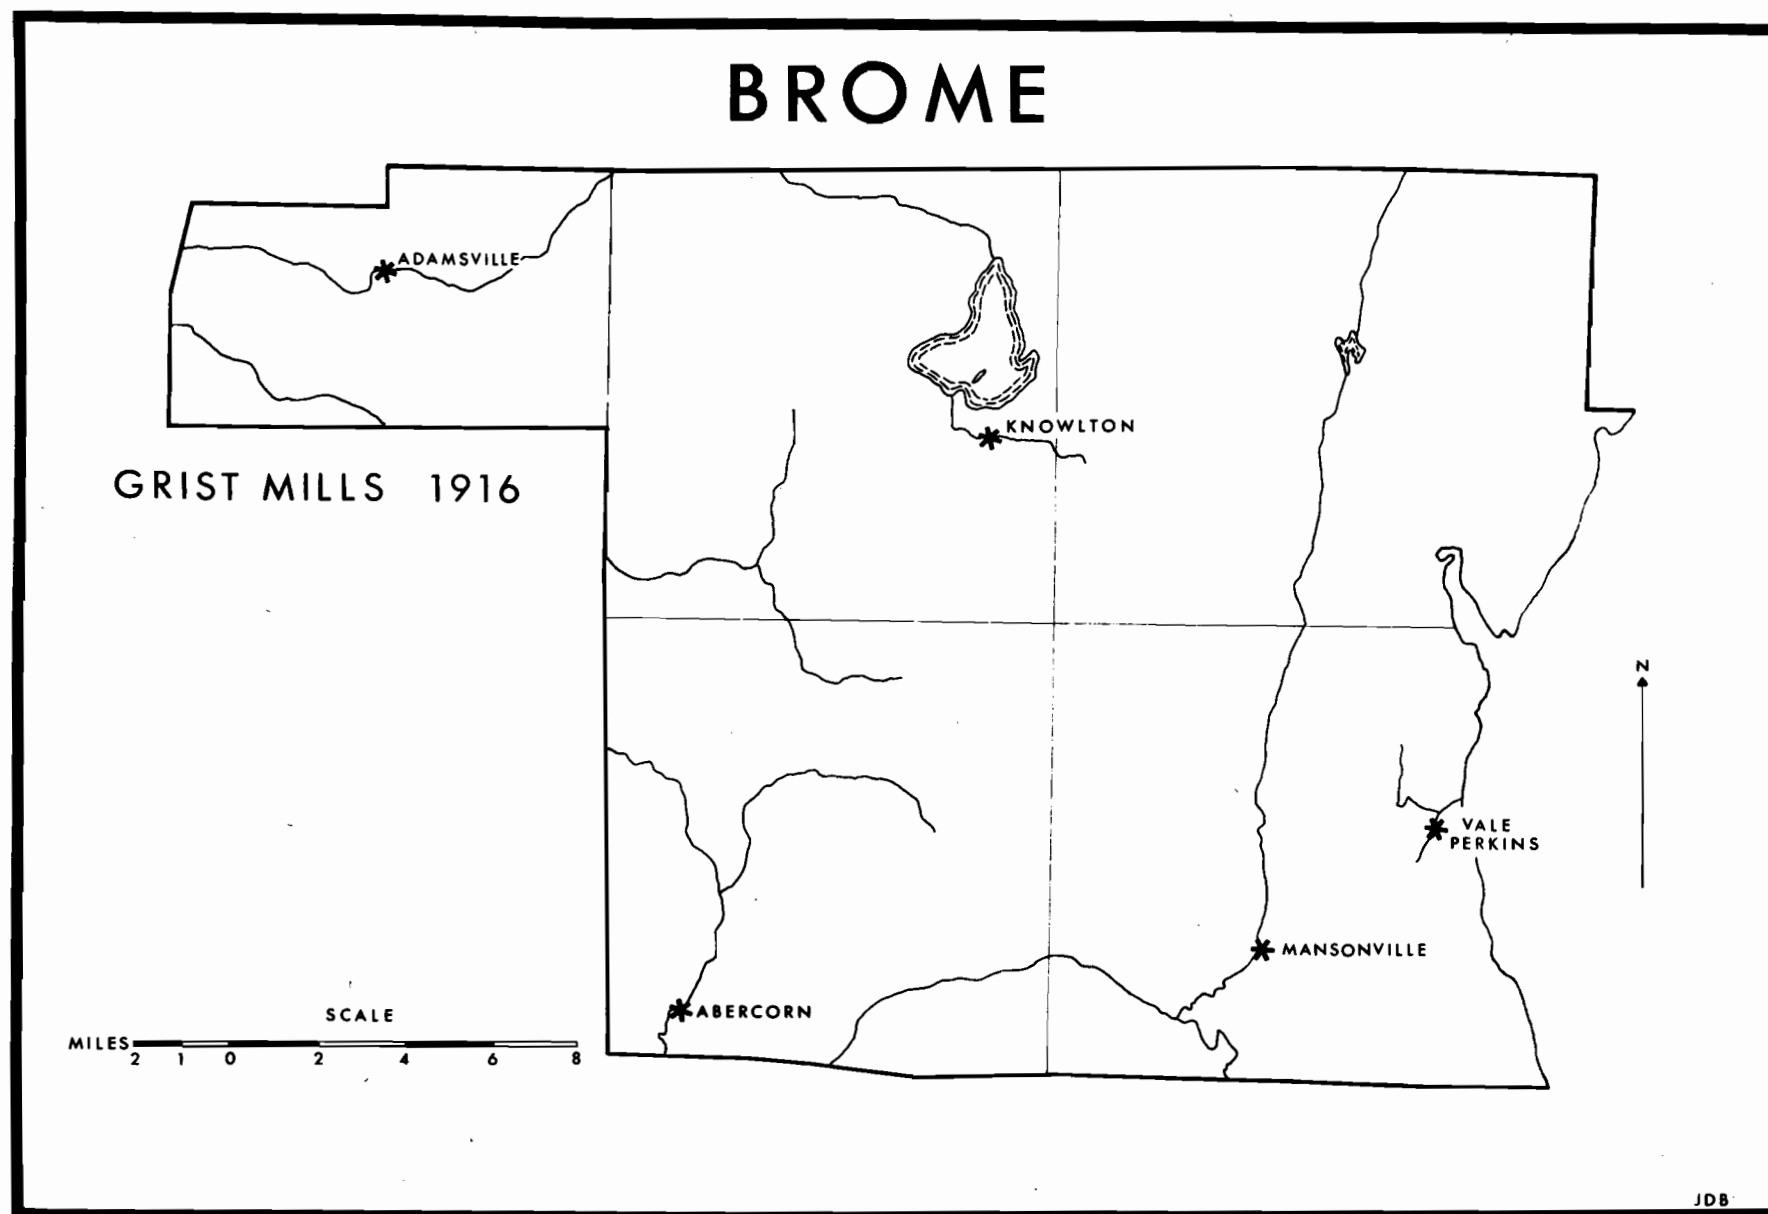 BROME
ADAMSVILLE
KNOWLTON
GRIST MILLS 1916
N
VALE
PERKINS
MANSONVILLE
ABERCORN
SCALE
MILES
2 1 0 2 4 6 8
JDB